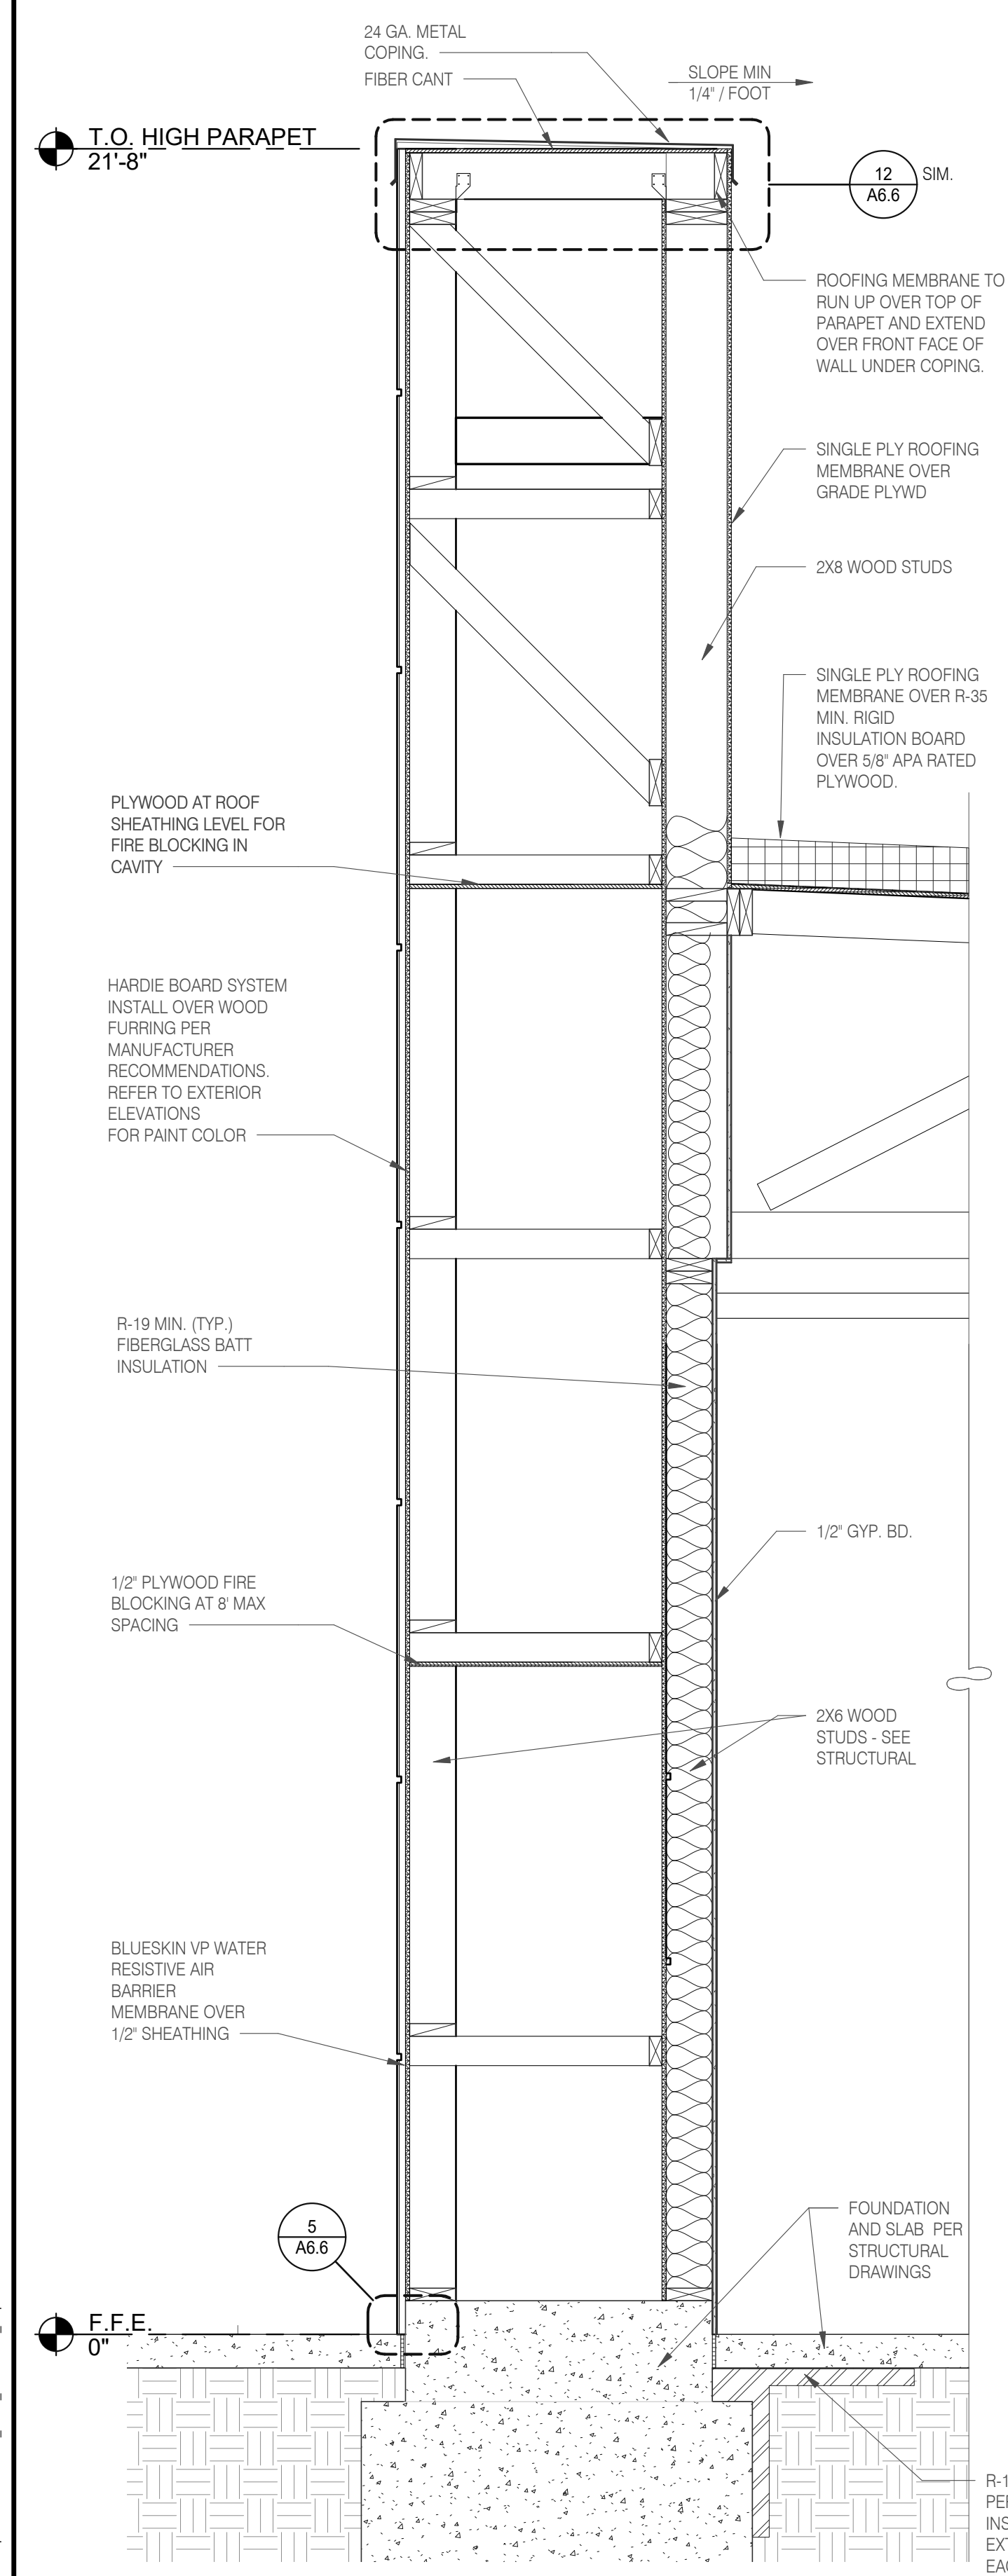 24 GA. METAL
COPING.
FIBER CANT
SLOPE MIN
1/4" / FOOT
T.O. HIGH PARAPET
21'-8"
12
A6.6
SIM.
ROOFING MEMBRANE TO
RUN UP OVER TOP OF
PARAPET AND EXTEND
OVER FRONT FACE OF
WALL UNDER COPING.
SINGLE PLY ROOFING
MEMBRANE OVER
GRADE PLYWD
2X8 WOOD STUDS
SINGLE PLY ROOFING
MEMBRANE OVER R-35
MIN. RIGID
INSULATION BOARD
OVER 5/8" APA RATED
PLYWOOD.
PLYWOOD AT ROOF
SHEATHING LEVEL FOR
FIRE BLOCKING IN
CAVITY
HARDIE BOARD SYSTEM
INSTALL OVER WOOD
FURRING PER
MANUFACTURER
RECOMMENDATIONS.
REFER TO EXTERIOR
ELEVATIONS
FOR PAINT COLOR
R-19 MIN. (TYP.)
FIBERGLASS BATT
INSULATION
1/2" GYP. BD.
1/2" PLYWOOD FIRE
BLOCKING AT 8' MAX
SPACING
2X6 WOOD
STUDS - SEE
STRUCTURAL
BLUESKIN VP WATER
RESISTIVE AIR
BARRIER
MEMBRANE OVER
1/2" SHEATHING
FOUNDATION
AND SLAB PER
STRUCTURAL
DRAWINGS
5
A6.6
F.F.E.
0"